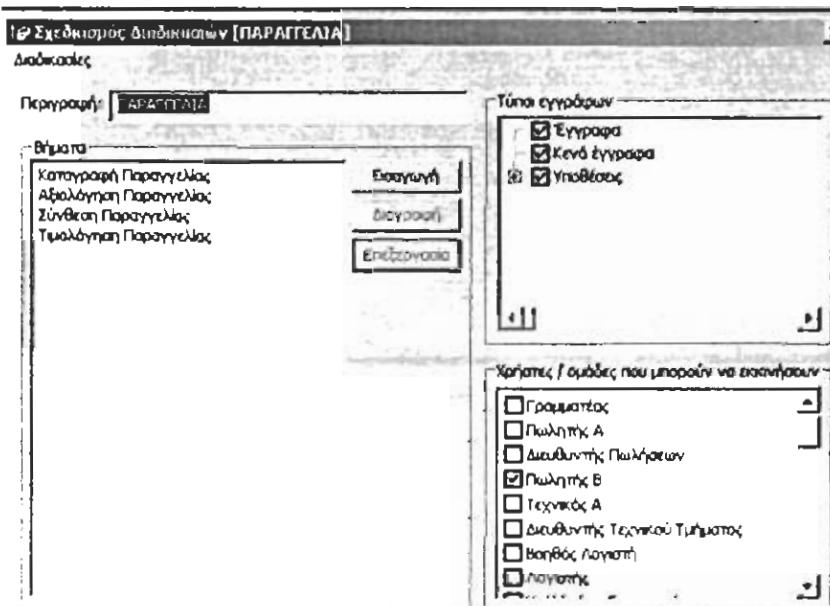 Σχεδιασμός Διαδικασιών [ΠΑΡΑΓΓΕΛΙΑ]
Διαδικασίες
Περιγραφή: ΠΑΡΑΓΓΕΛΙΑ
Βήματα
Καταγραφή Παραγγελίας
Αξιολόγηση Παραγγελίας
Σύνθεση Παραγγελίας
Τιμολόγηση Παραγγελίας
Εισαγωγή
Διαγραφή
Επεξεργασία
Τύποι εγγράφων
Έγγραφα
Κενά έγγραφα
Υποθέσεις
Χρήστες / ομάδες που μπορούν να εκκινήσουν
Γραμματέας
Πωλητής Α
Διευθυντής Πωλήσεων
Πωλητής Β
Τεχνικός Α
Διευθυντής Τεχνικού Τμήματος
Βοηθός Λογιστή
Λογιστής